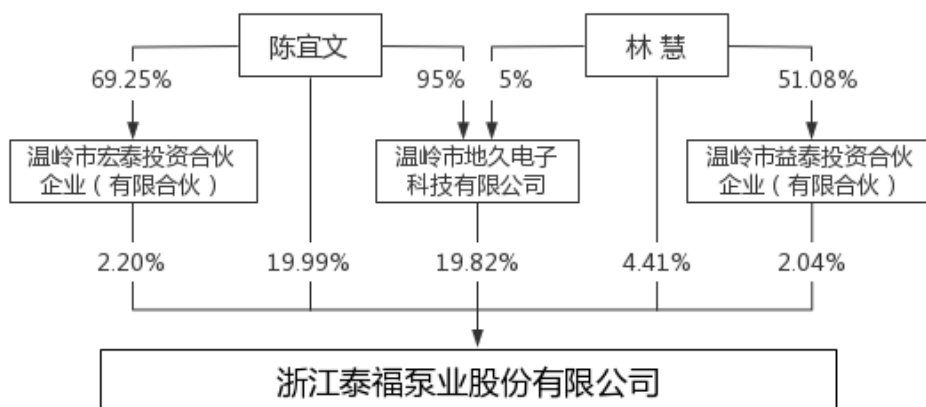 陈宜文
林 慧
69.25%
95%
5%
51.08%
温岭市宏泰投资合伙
企业（有限合伙）
温岭市地久电子
科技有限公司
温岭市益泰投资合伙
企业（有限合伙）
2.20%
19.99%
19.82%
4.41%
2.04%
浙江泰福泵业股份有限公司